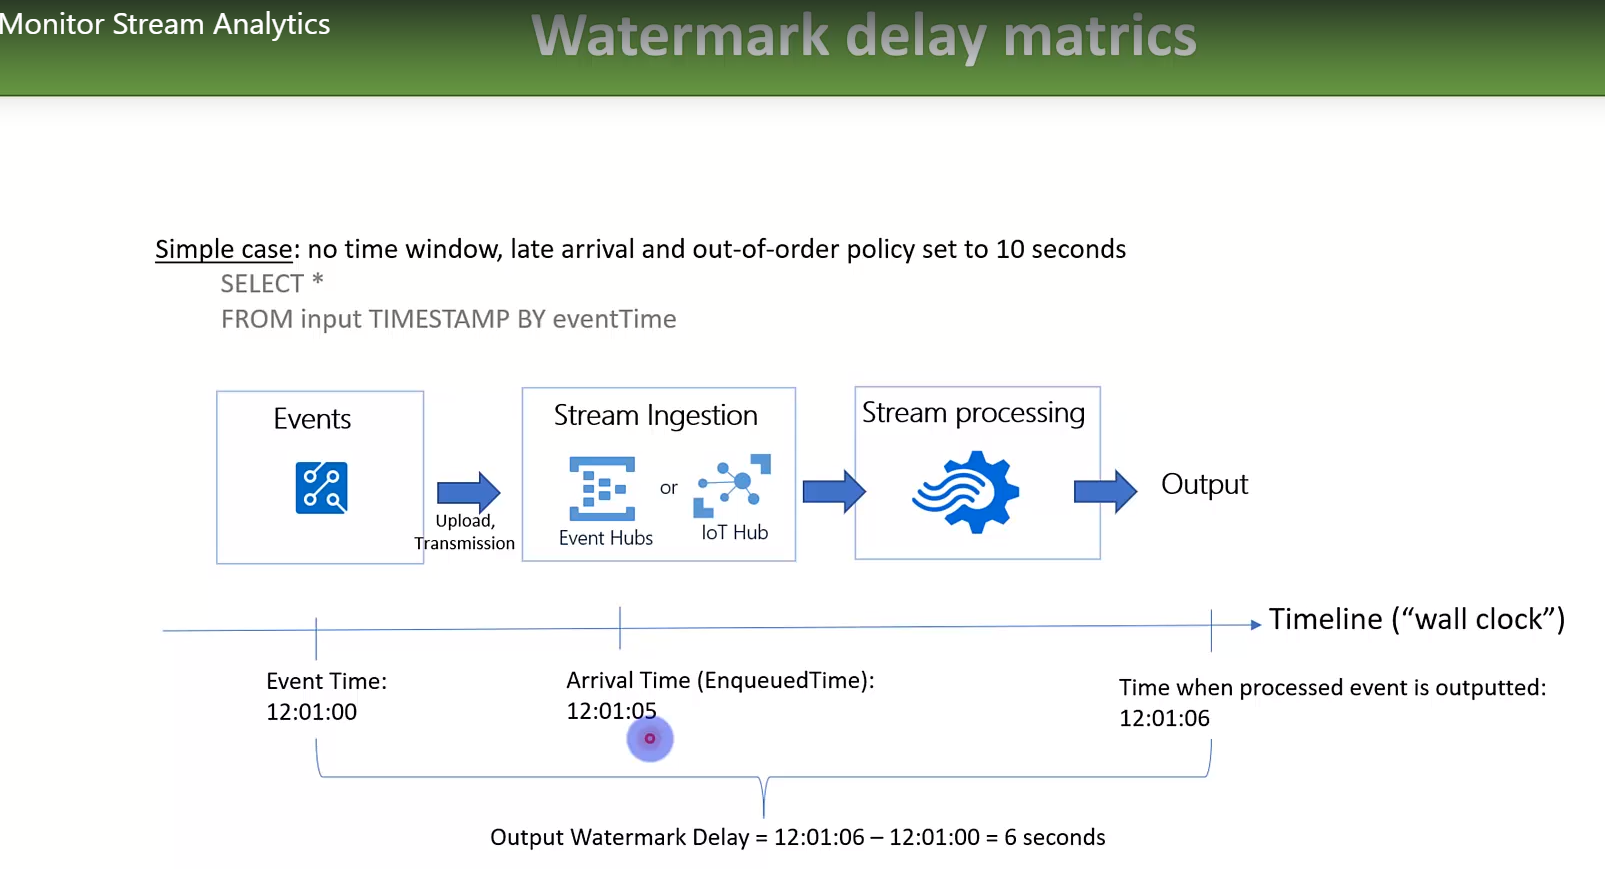 Monitor Stream Analytics
Watermark delay matrics
Simple case: no time window, late arrival and out-of-order policy set to 10 seconds
SELECT *
FROM input TIMESTAMP BY eventTime
Events
Stream Ingestion
Stream processing
or
Output
Event Hubs
IoT Hub
Upload,
Transmission
Timeline (“wall clock”)
Event Time:
12:01:00
Arrival Time (EnqueuedTime):
12:01:05
Time when processed event is outputted:
12:01:06
Output Watermark Delay = 12:01:06 – 12:01:00 = 6 seconds